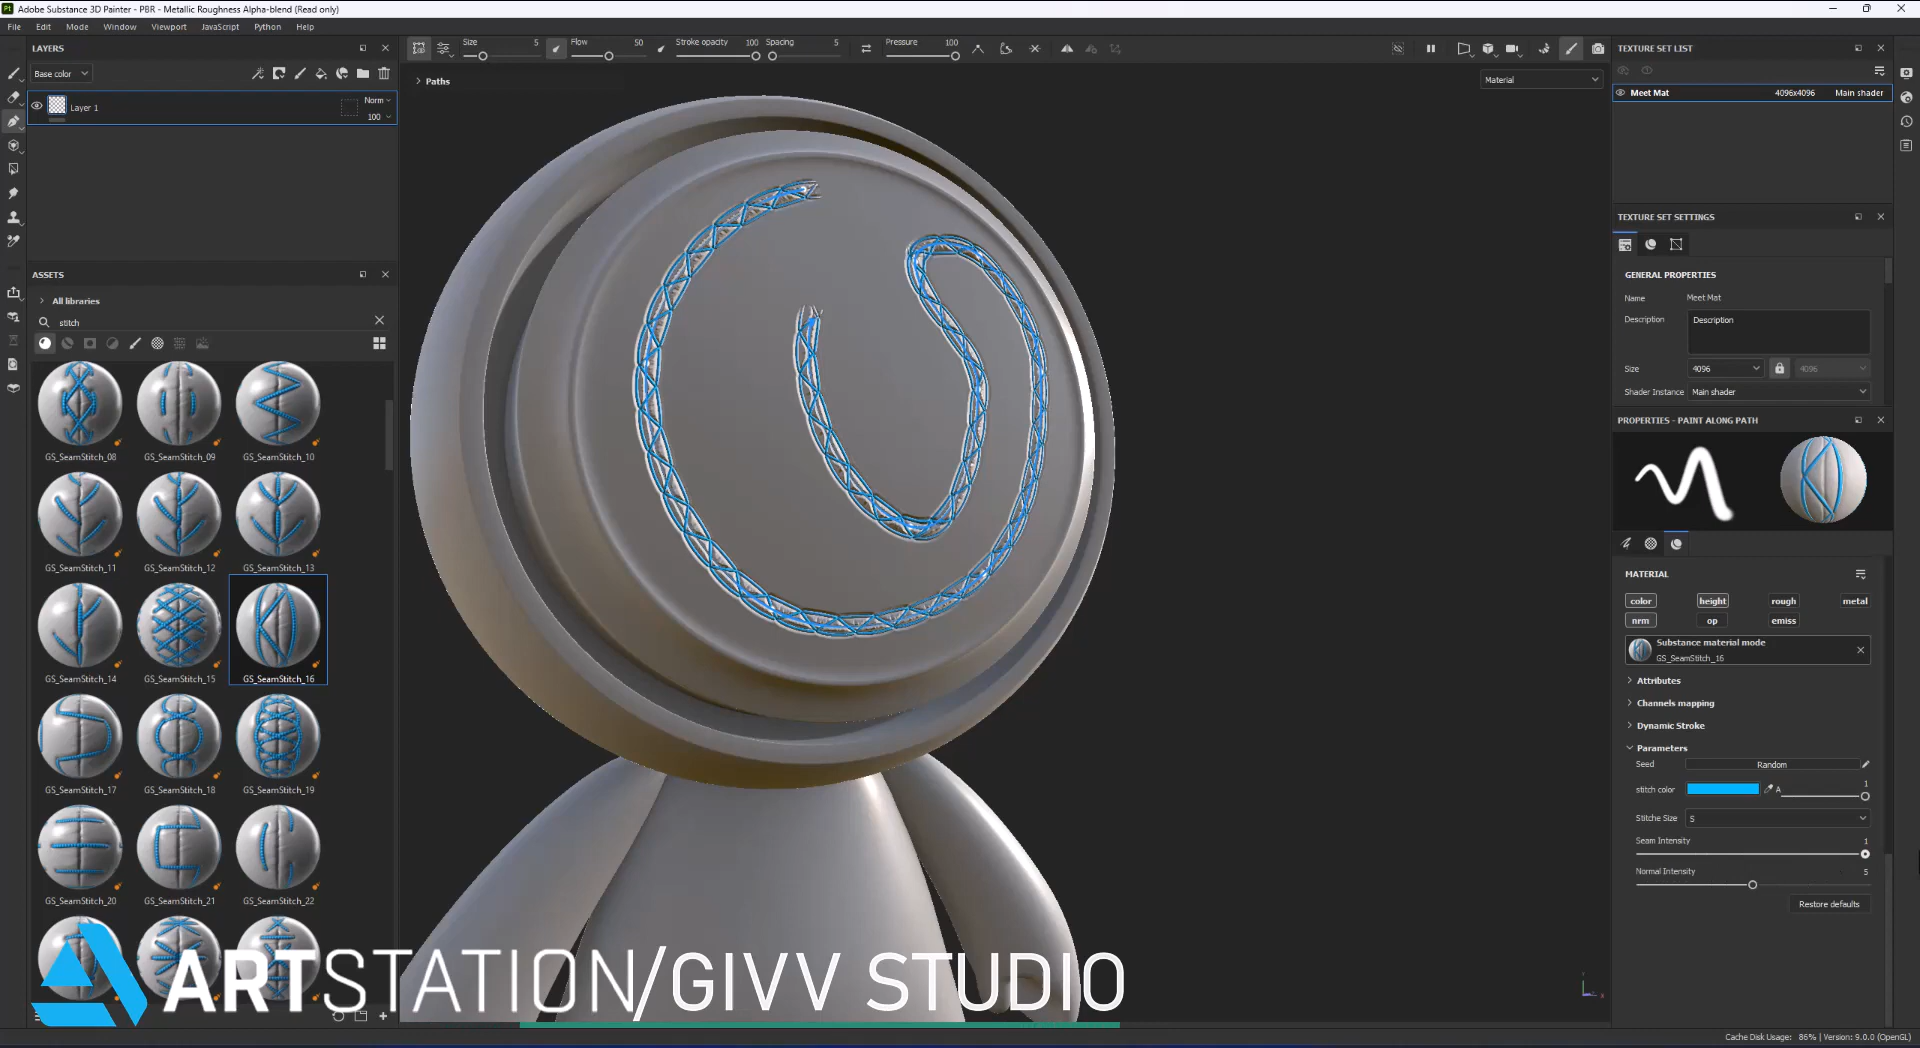 Adobe Substance 3D Painter - PBR - Metallic Roughness Alpha-blend (Read only)
File Edit Mode Window Viewport JavaScript Python Help
LAYERS
Base color
Layer 1
Norm
100
ASSETS
All libraries
stitch
GS_SeamStitch_08 GS_SeamStitch_09 GS_SeamStitch_10
GS_SeamStitch_11 GS_SeamStitch_12 GS_SeamStitch_13
GS_SeamStitch_14 GS_SeamStitch_15 GS_SeamStitch_16
GS_SeamStitch_17 GS_SeamStitch_18 GS_SeamStitch_19
GS_SeamStitch_20 GS_SeamStitch_21 GS_SeamStitch_22
Size 5 Flow 50 Stroke opacity 100 Spacing 5 Pressure 100
Paths
Material
ARTSTATION/GIVV STUDIO
TEXTURE SET LIST
Meet Mat 4096x4096 Main shader
TEXTURE SET SETTINGS
GENERAL PROPERTIES
Name Meet Mat
Description Description
Size 4096 4096
Shader Instance Main shader
PROPERTIES - PAINT ALONG PATH
MATERIAL
color height rough metal
nrm op emiss
Substance material mode
GS_SeamStitch_16
Attributes
Channels mapping
Dynamic Stroke
Parameters
Seed Random
stitch color A 1
Stitche Size 5
Seam Intensity 1
Normal Intensity 5
Restore defaults
Cache Disk Usage: 86% | Version: 9.0.0 (OpenGL)